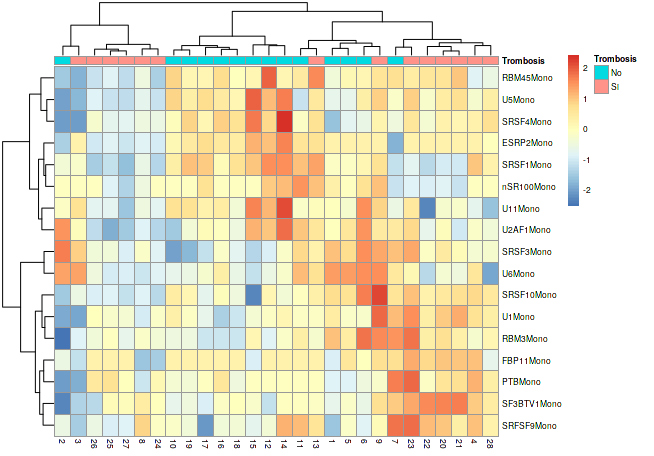 Trombosis
Trombosis
No
SI
RBM45Mono
U5Mono
SRSF4Mono
ESRP2Mono
SRSF1Mono
nSR100Mono
U11Mono
U2AF1Mono
SRSF3Mono
U6Mono
SRSF10Mono
U1Mono
RBM3Mono
FBP11Mono
PTBMono
SF3BTV1Mono
SRFSF9Mono
2
1
0
-1
-2
2 3 26 25 27 8 24 10 19 17 16 18 15 12 14 11 13 1 5 6 9 7 23 22 20 21 4 28